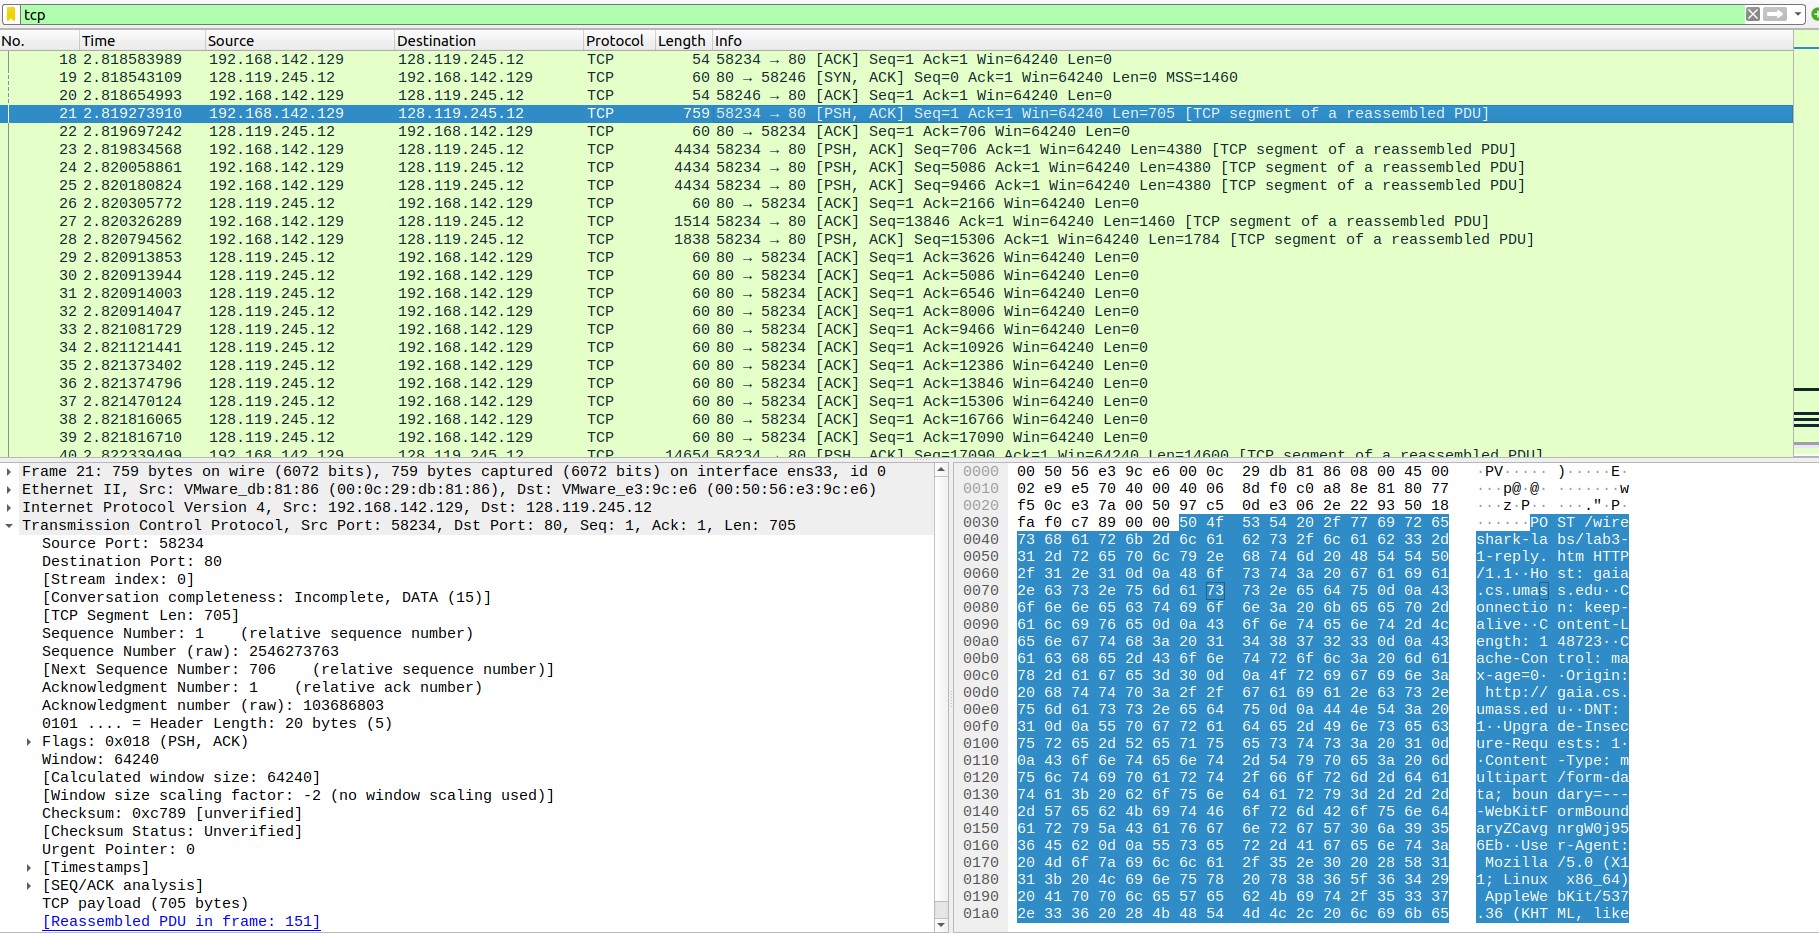 tcp
No. Time Source Destination Protocol Length Info
18 2.818583989 192.168.142.129 128.119.245.12 TCP 54 58234 → 80 [ACK] Seq=1 Ack=1 Win=64240 Len=0
19 2.818543109 128.119.245.12 192.168.142.129 TCP 60 80 → 58246 [SYN, ACK] Seq=0 Ack=1 Win=64240 Len=0 MSS=1460
20 2.818654993 192.168.142.129 128.119.245.12 TCP 54 58246 → 80 [ACK] Seq=1 Ack=1 Win=64240 Len=0
21 2.819273910 192.168.142.129 128.119.245.12 TCP 759 58234 → 80 [PSH, ACK] Seq=1 Ack=1 Win=64240 Len=705 [TCP segment of a reassembled PDU]
22 2.819697242 128.119.245.12 192.168.142.129 TCP 60 80 → 58234 [ACK] Seq=1 Ack=706 Win=64240 Len=0
23 2.819834568 192.168.142.129 128.119.245.12 TCP 4434 58234 → 80 [PSH, ACK] Seq=706 Ack=1 Win=64240 Len=4380 [TCP segment of a reassembled PDU]
24 2.820058861 192.168.142.129 128.119.245.12 TCP 4434 58234 → 80 [PSH, ACK] Seq=5086 Ack=1 Win=64240 Len=4380 [TCP segment of a reassembled PDU]
25 2.820180824 192.168.142.129 128.119.245.12 TCP 4434 58234 → 80 [PSH, ACK] Seq=9466 Ack=1 Win=64240 Len=4380 [TCP segment of a reassembled PDU]
26 2.820305772 128.119.245.12 192.168.142.129 TCP 60 80 → 58234 [ACK] Seq=1 Ack=2166 Win=64240 Len=0
27 2.820326289 192.168.142.129 128.119.245.12 TCP 1514 58234 → 80 [ACK] Seq=13846 Ack=1 Win=64240 Len=1460 [TCP segment of a reassembled PDU]
28 2.820794562 192.168.142.129 128.119.245.12 TCP 1838 58234 → 80 [PSH, ACK] Seq=15306 Ack=1 Win=64240 Len=1784 [TCP segment of a reassembled PDU]
29 2.820913853 128.119.245.12 192.168.142.129 TCP 60 80 → 58234 [ACK] Seq=1 Ack=3626 Win=64240 Len=0
30 2.820913944 128.119.245.12 192.168.142.129 TCP 60 80 → 58234 [ACK] Seq=1 Ack=5086 Win=64240 Len=0
31 2.820914003 128.119.245.12 192.168.142.129 TCP 60 80 → 58234 [ACK] Seq=1 Ack=6546 Win=64240 Len=0
32 2.820914047 128.119.245.12 192.168.142.129 TCP 60 80 → 58234 [ACK] Seq=1 Ack=8006 Win=64240 Len=0
33 2.821081729 128.119.245.12 192.168.142.129 TCP 60 80 → 58234 [ACK] Seq=1 Ack=9466 Win=64240 Len=0
34 2.821121441 128.119.245.12 192.168.142.129 TCP 60 80 → 58234 [ACK] Seq=1 Ack=10926 Win=64240 Len=0
35 2.821373402 128.119.245.12 192.168.142.129 TCP 60 80 → 58234 [ACK] Seq=1 Ack=12386 Win=64240 Len=0
36 2.821374796 128.119.245.12 192.168.142.129 TCP 60 80 → 58234 [ACK] Seq=1 Ack=13846 Win=64240 Len=0
37 2.821470124 128.119.245.12 192.168.142.129 TCP 60 80 → 58234 [ACK] Seq=1 Ack=15306 Win=64240 Len=0
38 2.821816065 128.119.245.12 192.168.142.129 TCP 60 80 → 58234 [ACK] Seq=1 Ack=16766 Win=64240 Len=0
39 2.821816710 128.119.245.12 192.168.142.129 TCP 60 80 → 58234 [ACK] Seq=1 Ack=17090 Win=64240 Len=0
40 2.822339499 192.168.142.129 128.119.245.12 TCP 14654 58234 → 80 [PSH, ACK] Seq=17090 Ack=1 Win=64240 Len=14600 [TCP segment of a reassembled PDU]
Frame 21: 759 bytes on wire (6072 bits), 759 bytes captured (6072 bits) on interface ens33, id 0
Ethernet II, Src: VMware_db:81:86 (00:0c:29:db:81:86), Dst: VMware_e3:9c:e6 (00:50:56:e3:9c:e6)
Internet Protocol Version 4, Src: 192.168.142.129, Dst: 128.119.245.12
Transmission Control Protocol, Src Port: 58234, Dst Port: 80, Seq: 1, Ack: 1, Len: 705
Source Port: 58234
Destination Port: 80
[Stream index: 0]
[Conversation completeness: Incomplete, DATA (15)]
[TCP Segment Len: 705]
Sequence Number: 1 (relative sequence number)
Sequence Number (raw): 2546273763
[Next Sequence Number: 706 (relative sequence number)]
Acknowledgment Number: 1 (relative ack number)
Acknowledgment number (raw): 103686803
0101 .... = Header Length: 20 bytes (5)
Flags: 0x018 (PSH, ACK)
Window: 64240
[Calculated window size: 64240]
[Window size scaling factor: -2 (no window scaling used)]
Checksum: 0xc789 [unverified]
[Checksum Status: Unverified]
Urgent Pointer: 0
[Timestamps]
[SEQ/ACK analysis]
TCP payload (705 bytes)
[Reassembled PDU in frame: 151]
0000 00 50 56 e3 9c e6 00 0c 29 db 81 86 08 00 45 00 ·PV····· )·····E·
0010 02 e9 e5 70 40 00 40 06 8d f0 c0 a8 8e 81 80 77 ···p@·@· ·······w
0020 f5 0c e3 7a 00 50 97 c5 0d e3 06 2e 22 93 50 18 ···z·P·· ···."·P·
0030 fa f0 c7 89 00 00 50 4f 53 54 20 2f 77 69 72 65 ······PO ST /wire
0040 73 68 61 72 6b 2d 6c 61 62 73 2f 6c 61 62 33 2d shark-la bs/lab3-
0050 31 2d 72 65 70 6c 79 2e 68 74 6d 20 48 54 54 50 1-reply. htm HTTP
0060 2f 31 2e 31 0d 0a 48 6f 73 74 3a 20 67 61 69 61 /1.1··Ho st: gaia
0070 2e 63 73 2e 75 6d 61 73 73 2e 65 64 75 0d 0a 43 .cs.umas s.edu··C
0080 6f 6e 6e 65 63 74 69 6f 6e 3a 20 6b 65 65 70 2d onnectio n: keep-
0090 61 6c 69 76 65 0d 0a 43 6f 6e 74 65 6e 74 2d 4c alive··C ontent-L
00a0 65 6e 67 74 68 3a 20 31 34 38 37 32 33 0d 0a 43 ength: 1 48723··C
00b0 61 63 68 65 2d 43 6f 6e 74 72 6f 6c 3a 20 6d 61 ache-Con trol: ma
00c0 78 2d 61 67 65 3d 30 0d 0a 4f 72 69 67 69 6e 3a x-age=0· ·Origin:
00d0 20 68 74 74 70 3a 2f 2f 67 61 69 61 2e 63 73 2e http:// gaia.cs.
00e0 75 6d 61 73 73 2e 65 64 75 0d 0a 44 4e 54 3a 20 umass.ed u··DNT:
00f0 31 0d 0a 55 70 67 72 61 64 65 2d 49 6e 73 65 63 1··Upgra de-Insec
0100 75 72 65 2d 52 65 71 75 65 73 74 73 3a 20 31 0d ure-Requ ests: 1·
0110 0a 43 6f 6e 74 65 6e 74 2d 54 79 70 65 3a 20 6d ·Content -Type: m
0120 75 6c 74 69 70 61 72 74 2f 66 6f 72 6d 2d 64 61 ultipart /form-da
0130 74 61 3b 20 62 6f 75 6e 64 61 72 79 3d 2d 2d 2d ta; boun dary=---
0140 2d 57 65 62 4b 69 74 46 6f 72 6d 42 6f 75 6e 64 -WebKitF ormBound
0150 61 72 79 5a 43 61 76 67 6e 72 67 57 30 6a 39 35 aryZCavg nrgW0j95
0160 36 45 62 0d 0a 55 73 65 72 2d 41 67 65 6e 74 3a 6Eb··Use r-Agent:
0170 20 4d 6f 7a 69 6c 6c 61 2f 35 2e 30 20 28 58 31 Mozilla /5.0 (X1
0180 31 3b 20 4c 69 6e 75 78 20 78 38 36 5f 36 34 29 1; Linux x86_64)
0190 20 41 70 70 6c 65 57 65 62 4b 69 74 2f 35 33 37 AppleWe bKit/537
01a0 2e 33 36 20 28 4b 48 54 4d 4c 2c 20 6c 69 6b 65 .36 (KHT ML, like